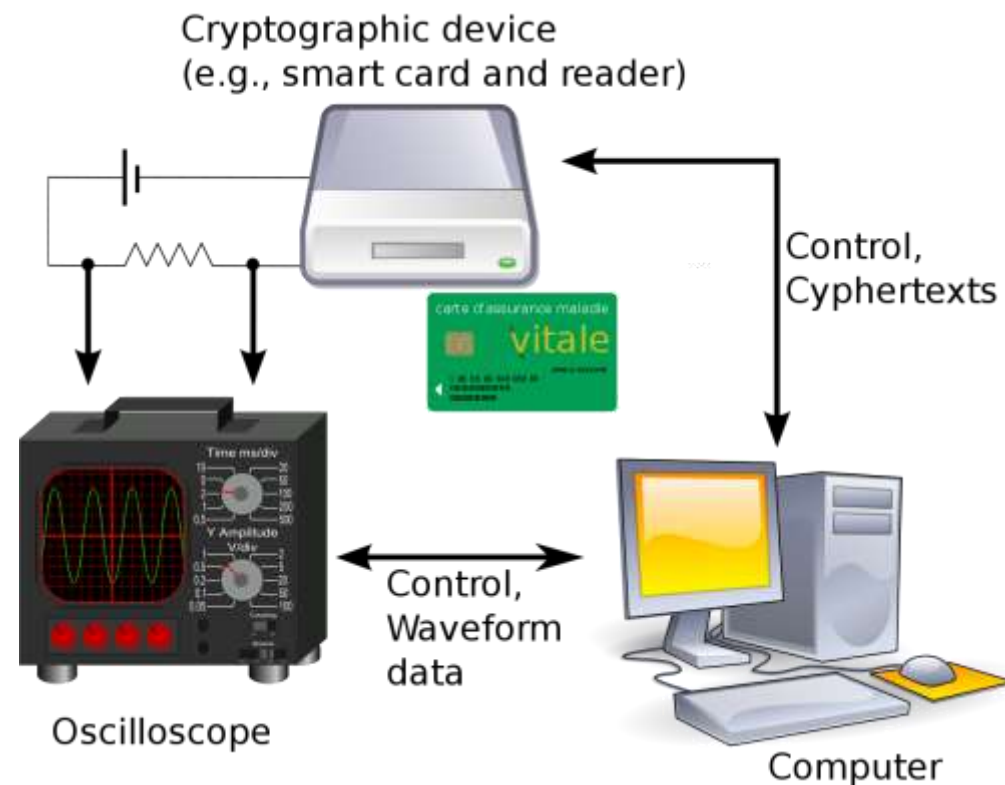 Cryptographic device
(e.g., smart card and reader)
Control,
Cyphertexts
carte d'assurance maladie
vitale
Time ms/div
Y Amplitude
V/div
Control,
Waveform
data
Oscilloscope
Computer